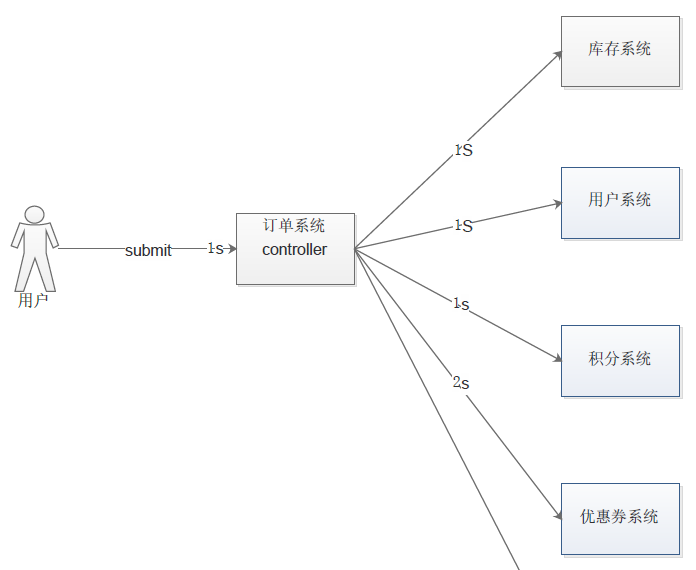 库存系统
1S
用户系统
订单系统
1S
submit
1s
controller
用户
1s
积分系统
2s
优惠券系统